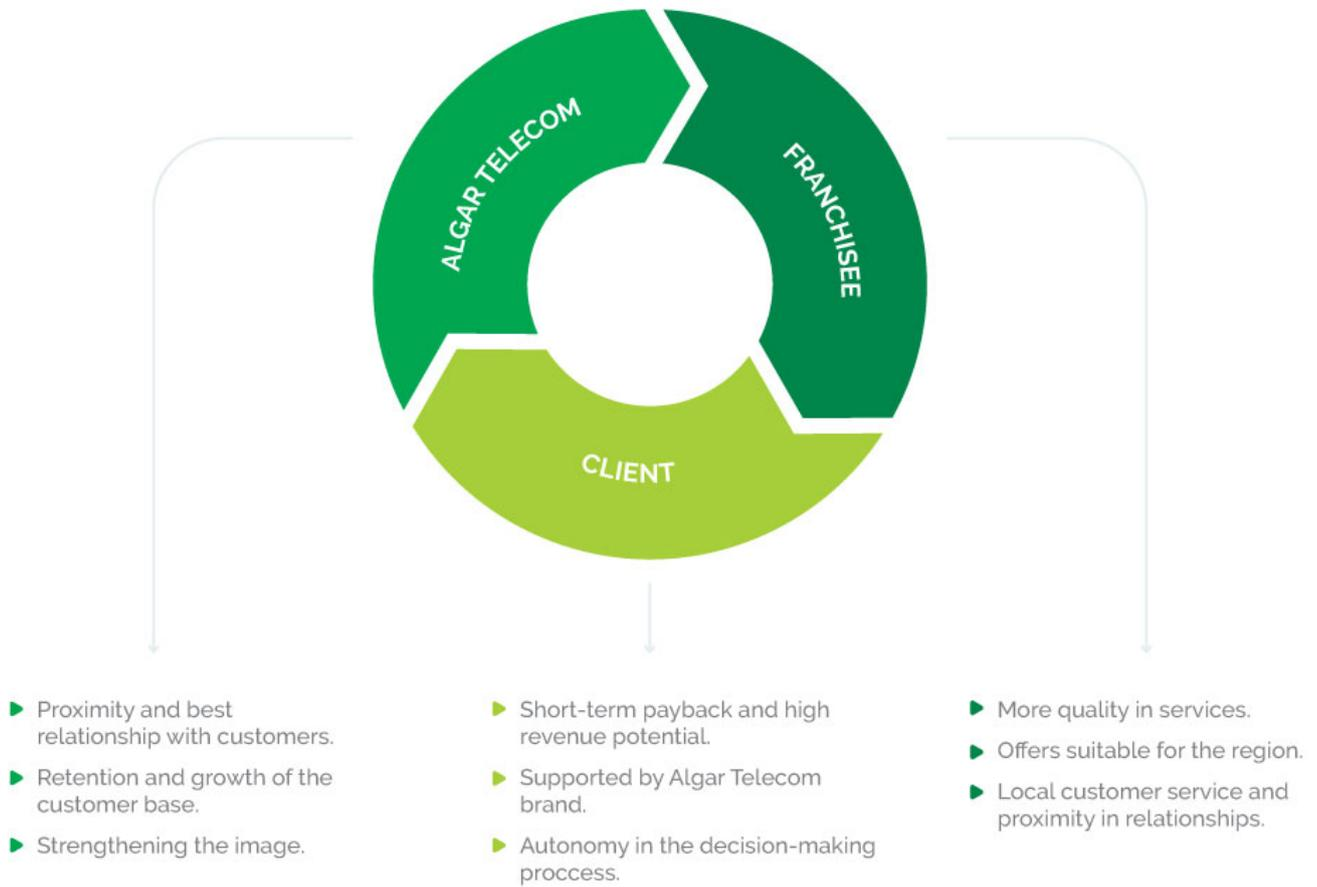 ALGAR TELECOM
FRANCHISEE
CLIENT
Proximity and best
relationship with customers.
Retention and growth of the
customer base.
Strengthening the image.
Short-term payback and high
revenue potential.
Supported by Algar Telecom
brand.
Autonomy in the decision-making
proccess.
More quality in services.
Offers suitable for the region.
Local customer service and
proximity in relationships.